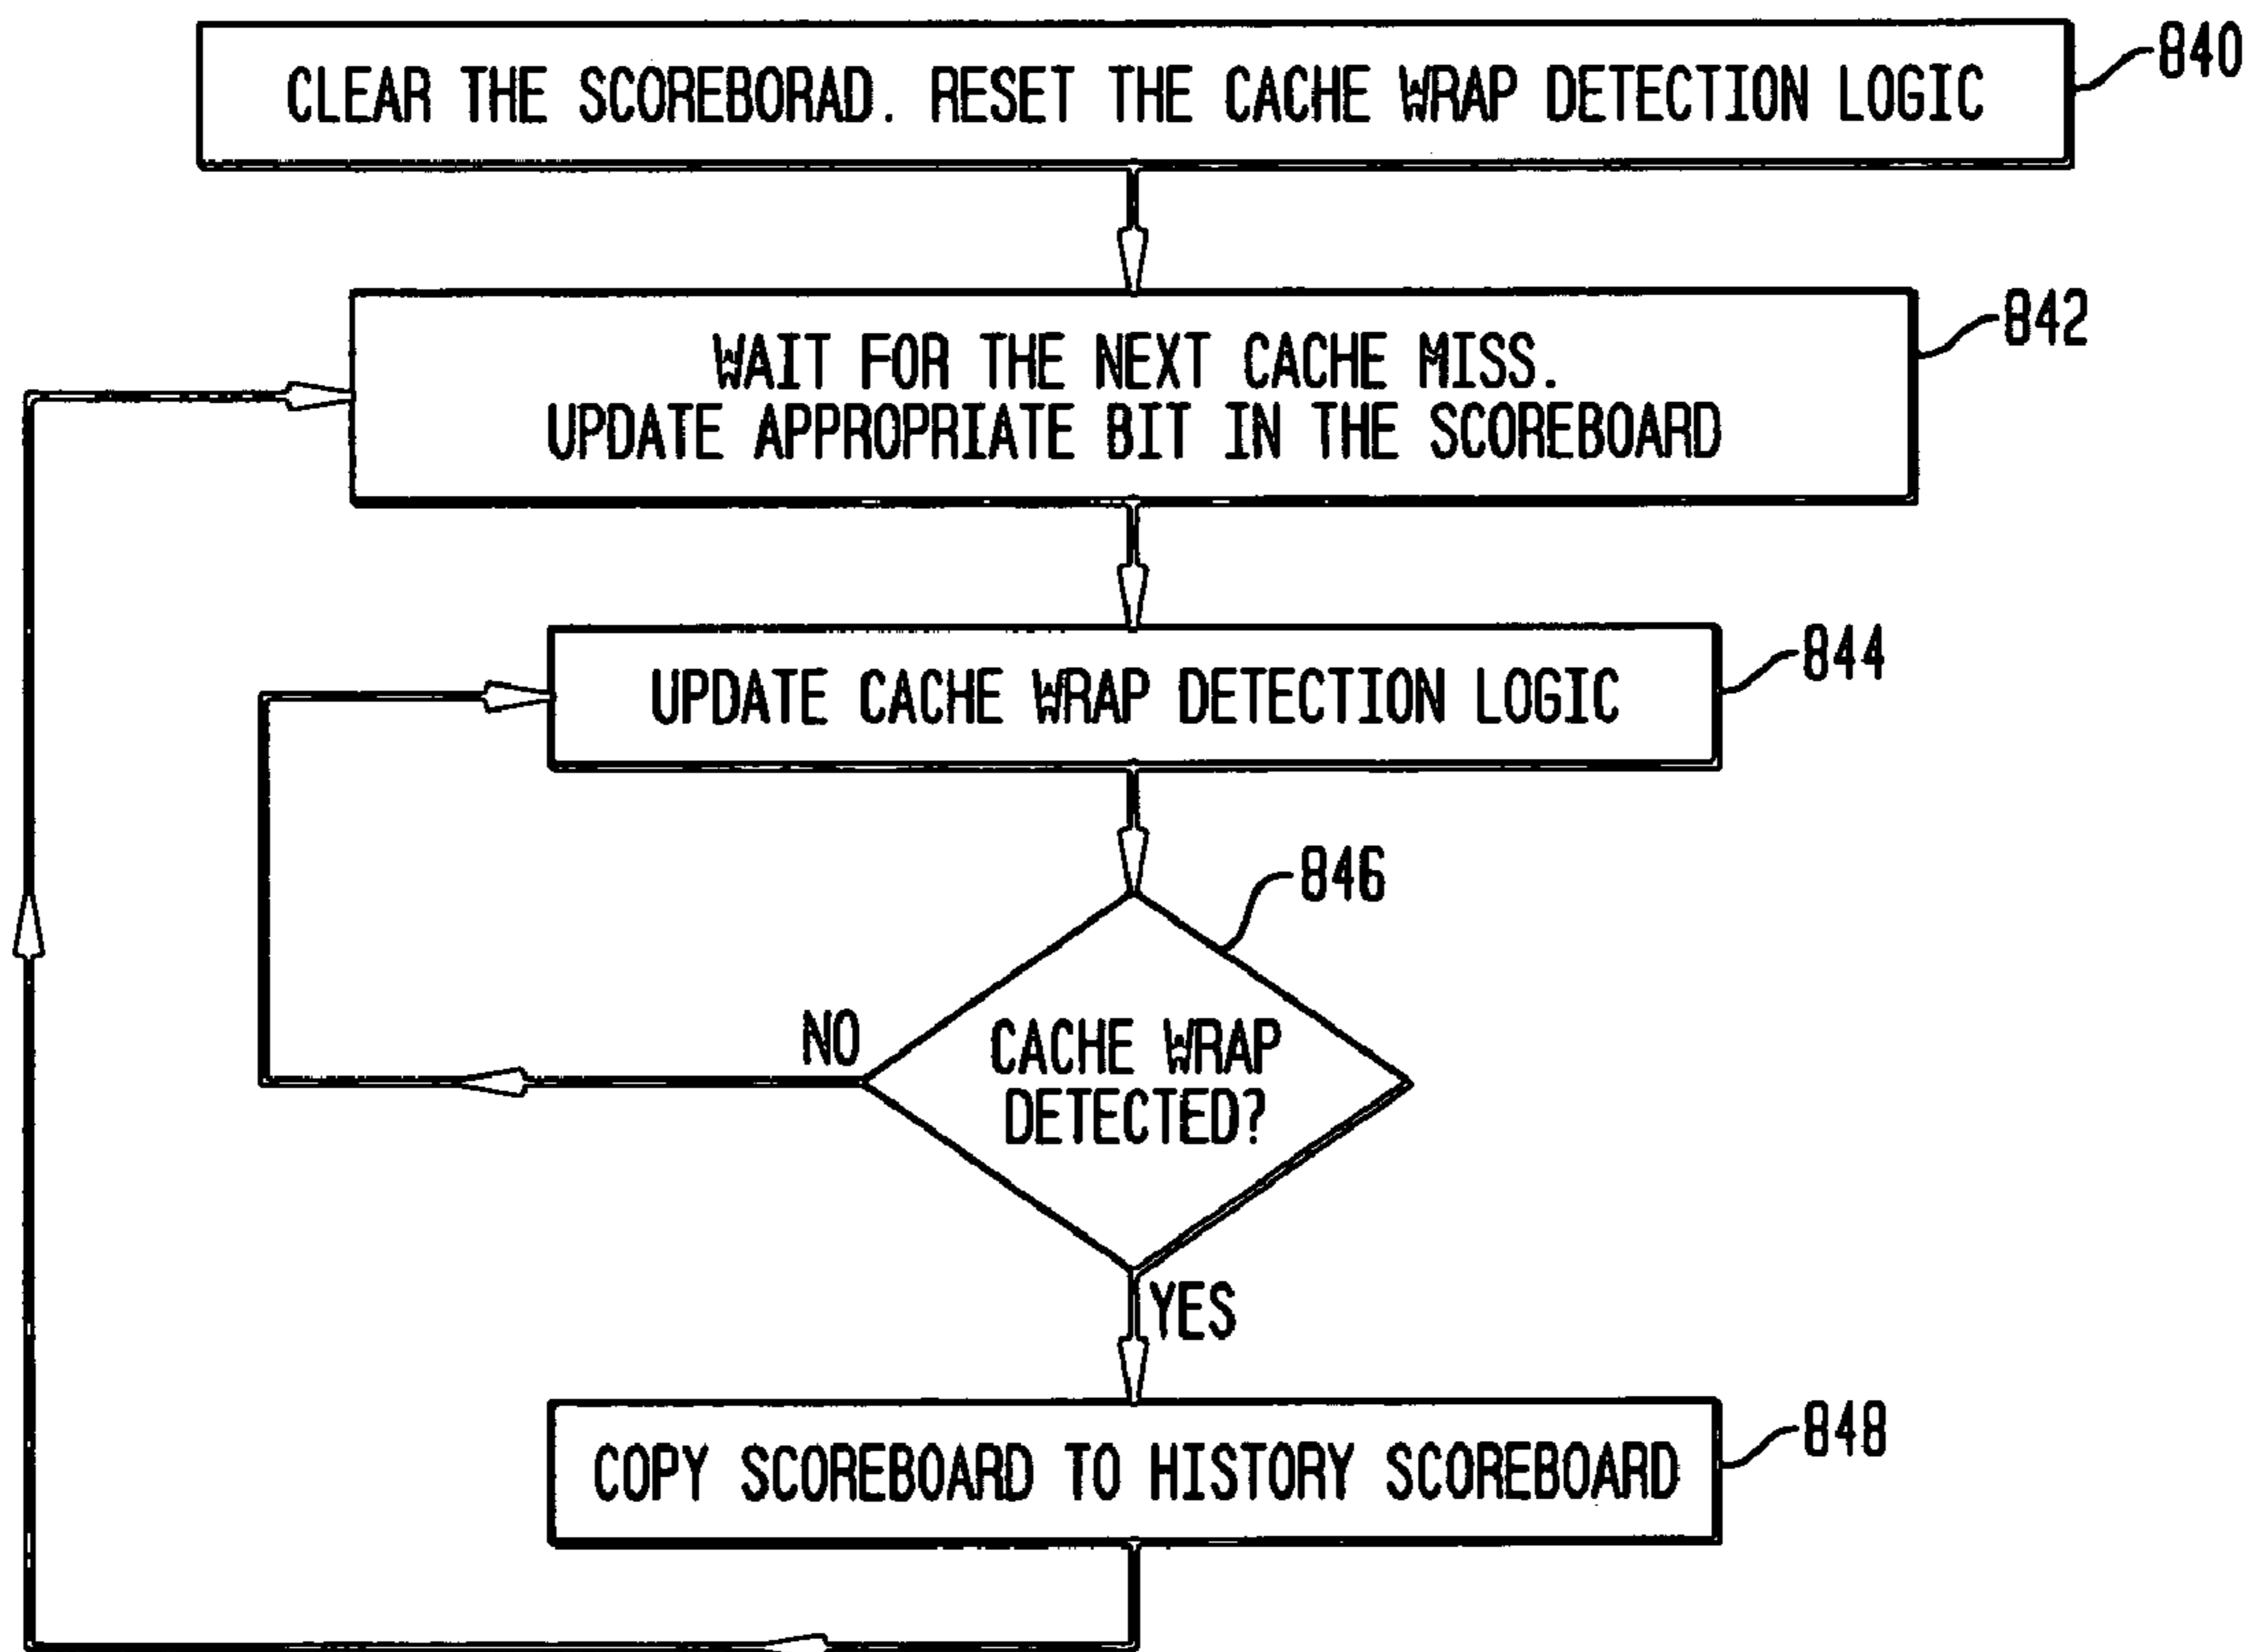 CLEAR THE SCOREBORAD. RESET THE CACHE WRAP DETECTION LOGIC
840
WAIT FOR THE NEXT CACHE MISS.
UPDATE APPROPRIATE BIT IN THE SCOREBOARD
842
UPDATE CACHE WRAP DETECTION LOGIC
844
846
NO
CACHE WRAP
DETECTED?
YES
COPY SCOREBOARD TO HISTORY SCOREBOARD
848